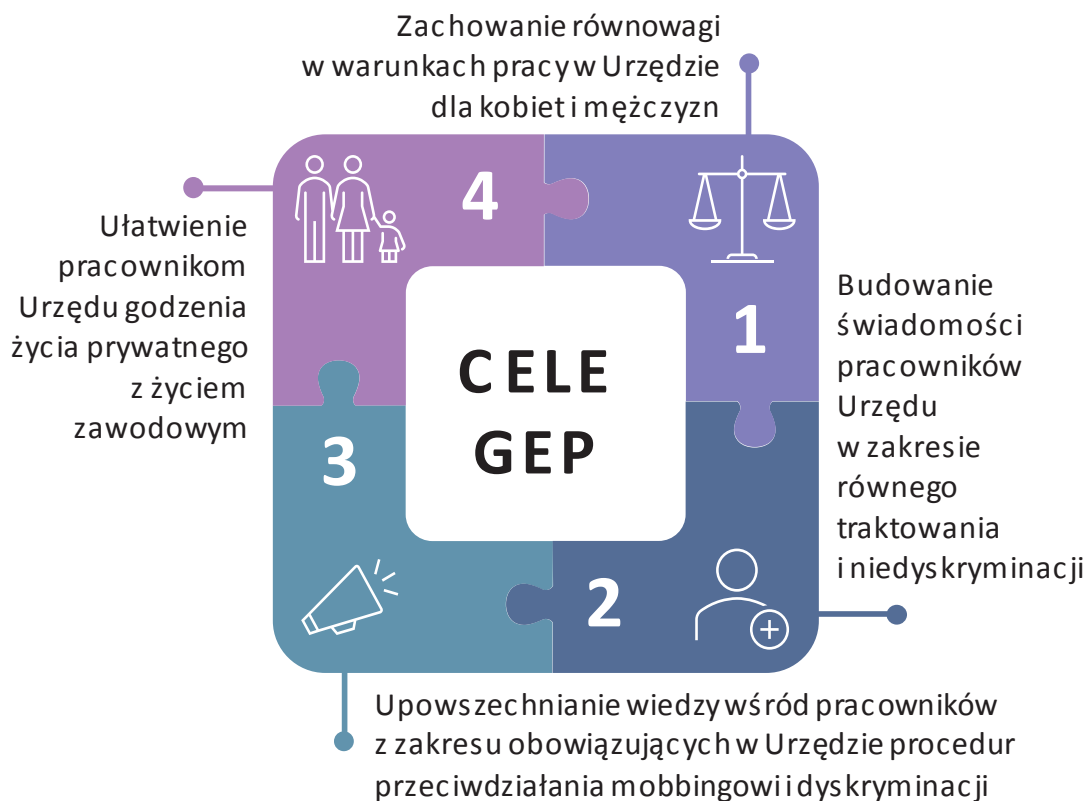 Zachowanie równowagi
w warunkach pracy w Urzędzie
dla kobiet i mężczyzn
4
Ułatwienie
pracownikom
Urzędu godzenia
życia prywatnego
z życiem
zawodowym
1
Budowanie
świadomości
pracowników
Urzędu
w zakresie
równego
traktowania
i niedyskryminacji
CELE
GEP
3
2
Upowszechnianie wiedzy wśród pracowników
z zakresu obowiązujących w Urzędzie procedur
przeciwdziałania mobbingowi i dyskryminacji